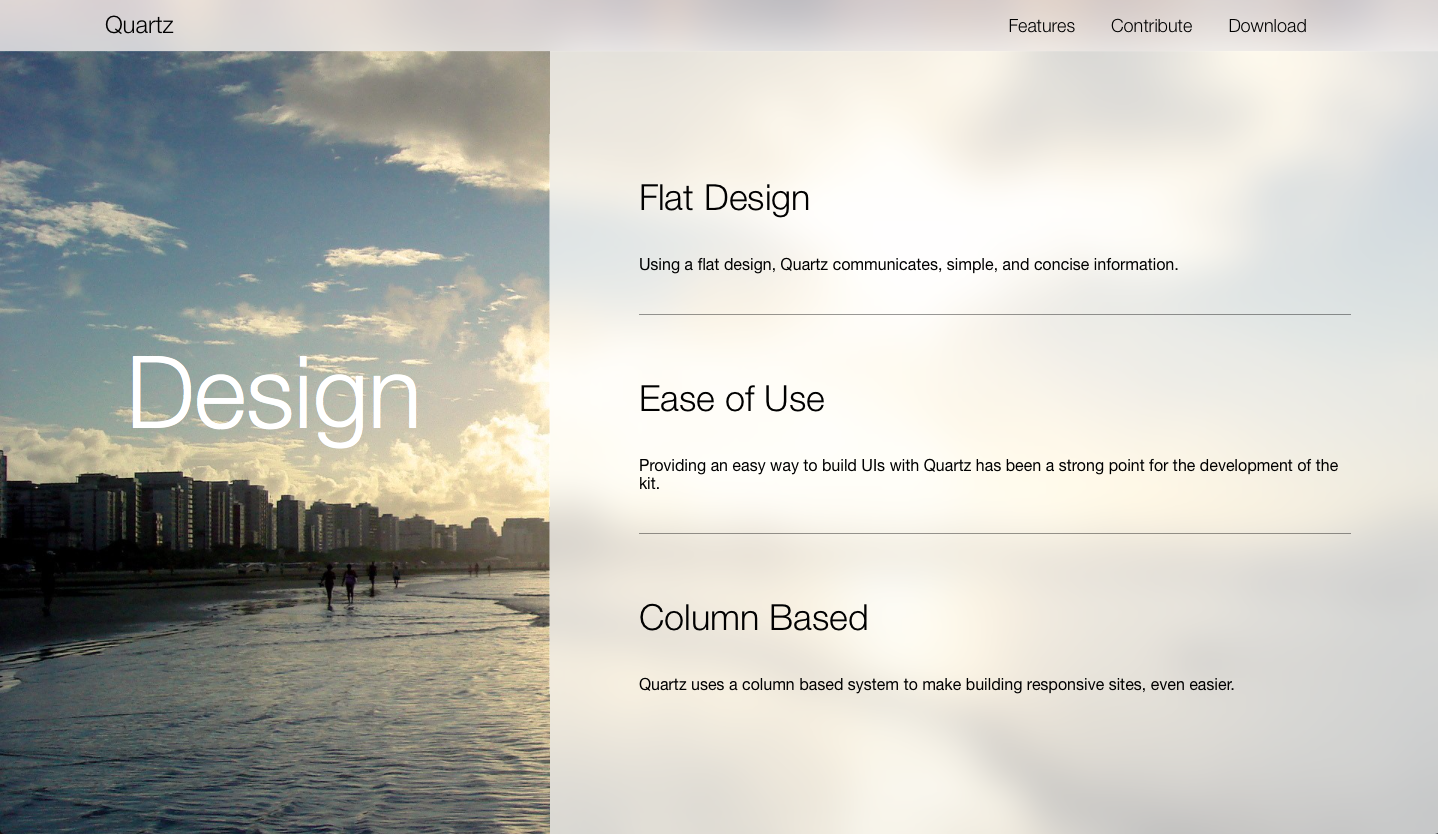 Quartz
Features Contribute Download
Design
Flat Design
Using a flat design, Quartz communicates, simple, and concise information.
Ease of Use
Providing an easy way to build UIs with Quartz has been a strong point for the development of the
kit.
Column Based
Quartz uses a column based system to make building responsive sites, even easier.